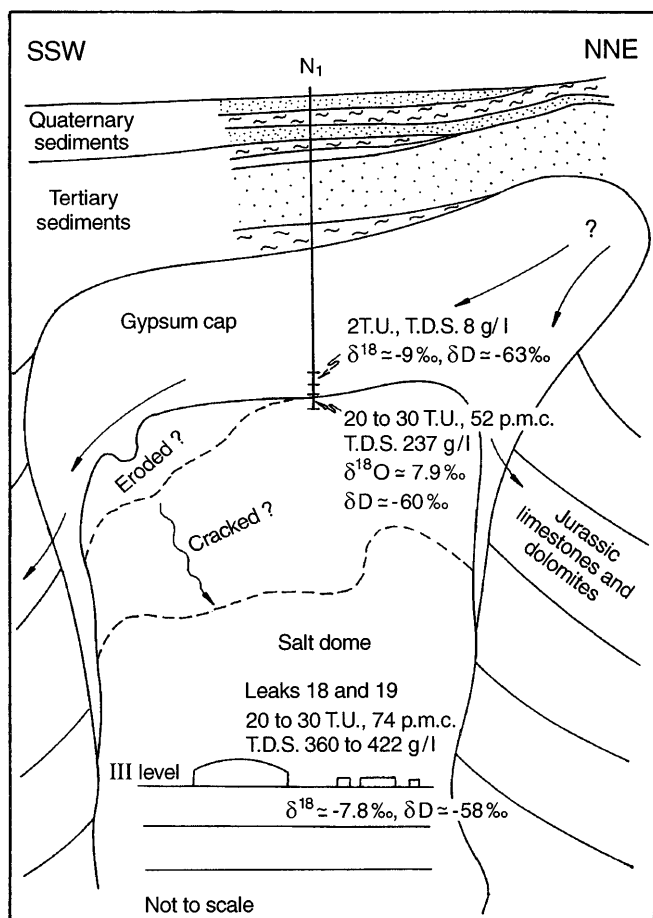 SSW
NNE
N₁
Quaternary
sediments
Tertiary
sediments
?
Gypsum cap
2T.U., T.D.S. 8 g/l
δ¹⁸ ≃ -9‰, δD ≃ -63‰
20 to 30 T.U., 52 p.m.c.
T.D.S. 237 g/l
δ¹⁸O ≃ 7.9‰
δD ≃ -60‰
Eroded ?
Cracked ?
Jurassic
limestones and
dolomites
Salt dome
Leaks 18 and 19
20 to 30 T.U., 74 p.m.c.
T.D.S. 360 to 422 g/l
III level
δ¹⁸ ≃ -7.8‰, δD ≃ -58‰
Not to scale